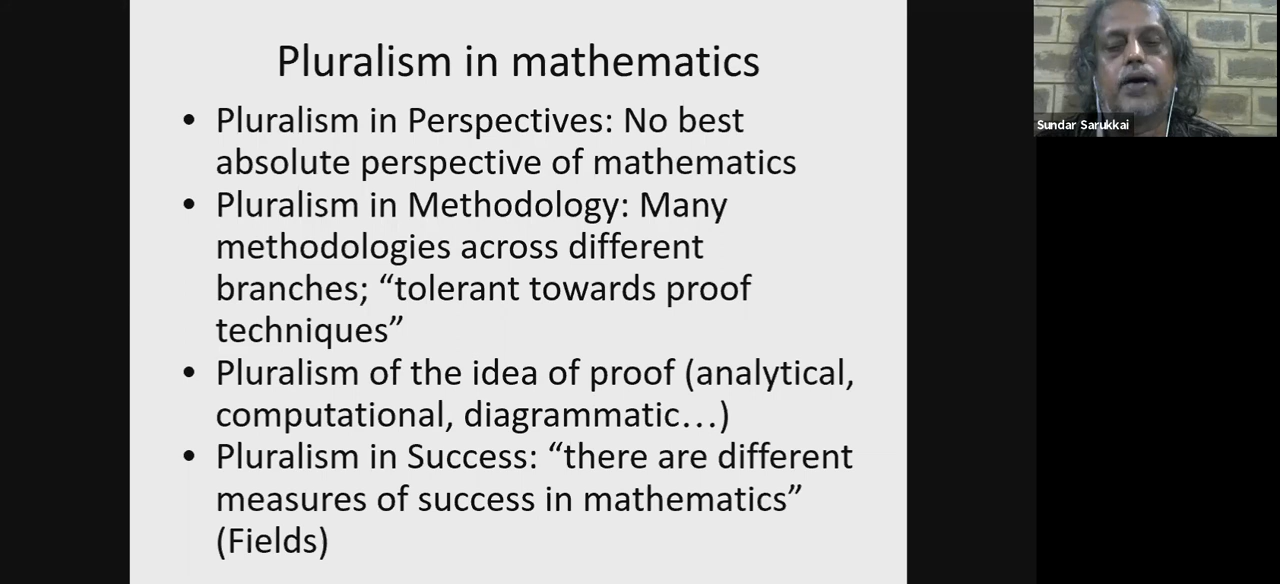 Pluralism in mathematics
• Pluralism in Perspectives: No best
absolute perspective of mathematics
• Pluralism in Methodology: Many
methodologies across different
branches; “tolerant towards proof
techniques”
• Pluralism of the idea of proof (analytical,
computational, diagrammatic…)
• Pluralism in Success: “there are different
measures of success in mathematics”
(Fields)
Sundar Sarukkai